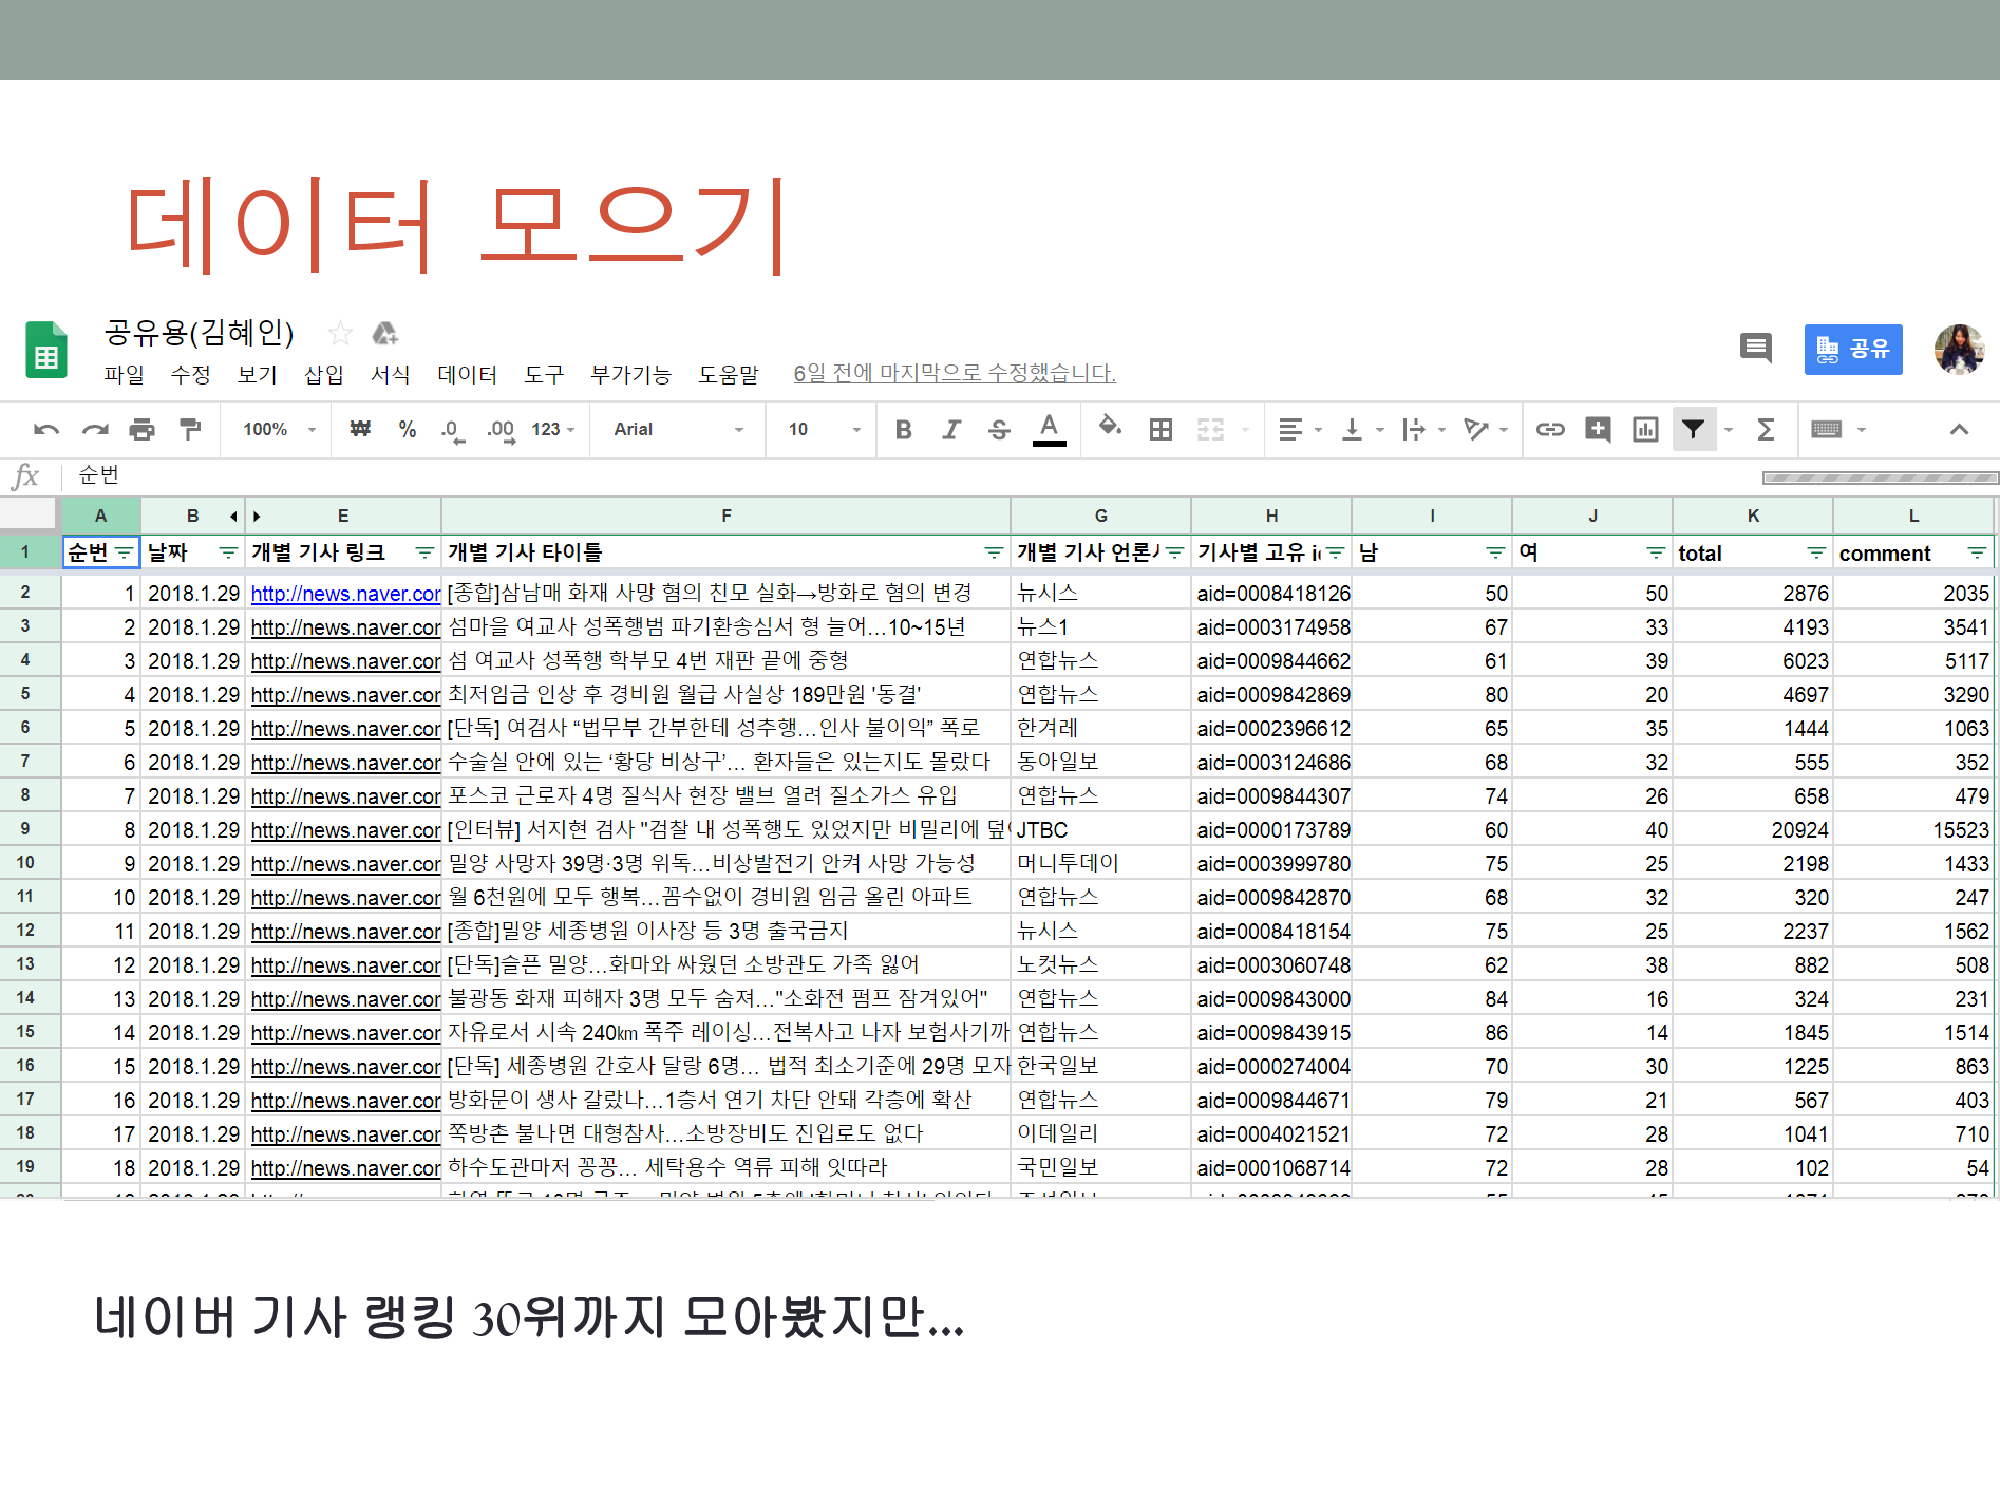 데이터 모으기
공유용(김혜인)
파일 수정 보기 삽입 서식 데이터 도구 부가기능 도움말 6일 전에 마지막으로 수정했습니다.
공유
100% ₩ % .0 .00 123 Arial 10 B I S A Σ
fx 순번
A B E F G H I J K L
1 순번 날짜 개별 기사 링크 개별 기사 타이틀 개별 기사 언론 기사별 고유 남 여 total comment
2 1 2018.1.29 http://news.naver.cor [종합]삼남매 화재 사망 혐의 친모 실화→방화로 혐의 변경 뉴시스 aid=0008418126 50 50 2876 2035
3 2 2018.1.29 http://news.naver.cor 섬마을 여교사 성폭행범 파기환송심서 형 늘어...10~15년 뉴스1 aid=0003174958 67 33 4193 3541
4 3 2018.1.29 http://news.naver.cor 섬 여교사 성폭행 학부모 4번 재판 끝에 중형 연합뉴스 aid=0009844662 61 39 6023 5117
5 4 2018.1.29 http://news.naver.cor 최저임금 인상 후 경비원 월급 사실상 189만원 '동결' 연합뉴스 aid=0009842869 80 20 4697 3290
6 5 2018.1.29 http://news.naver.cor [단독] 여검사 “법무부 간부한테 성추행...인사 불이익” 폭로 한겨레 aid=0002396612 65 35 1444 1063
7 6 2018.1.29 http://news.naver.cor 수술실 안에 있는 ‘황당 비상구’... 환자들은 있는지도 몰랐다 동아일보 aid=0003124686 68 32 555 352
8 7 2018.1.29 http://news.naver.cor 포스코 근로자 4명 질식사 현장 밸브 열려 질소가스 유입 연합뉴스 aid=0009844307 74 26 658 479
9 8 2018.1.29 http://news.naver.cor [인터뷰] 서지현 검사 "검찰 내 성폭행도 있었지만 비밀리에 덮 JTBC aid=0000173789 60 40 20924 15523
10 9 2018.1.29 http://news.naver.cor 밀양 사망자 39명·3명 위독...비상발전기 안켜 사망 가능성 머니투데이 aid=0003999780 75 25 2198 1433
11 10 2018.1.29 http://news.naver.cor 월 6천원에 모두 행복...꼼수없이 경비원 임금 올린 아파트 연합뉴스 aid=0009842870 68 32 320 247
12 11 2018.1.29 http://news.naver.cor [종합]밀양 세종병원 이사장 등 3명 출국금지 뉴시스 aid=0008418154 75 25 2237 1562
13 12 2018.1.29 http://news.naver.cor [단독]슬픈 밀양...화마와 싸웠던 소방관도 가족 잃어 노컷뉴스 aid=0003060748 62 38 882 508
14 13 2018.1.29 http://news.naver.cor 불광동 화재 피해자 3명 모두 숨져..."소화전 펌프 잠겨있어" 연합뉴스 aid=0009843000 84 16 324 231
15 14 2018.1.29 http://news.naver.cor 자유로서 시속 240㎞ 폭주 레이싱...전복사고 나자 보험사기까 연합뉴스 aid=0009843915 86 14 1845 1514
16 15 2018.1.29 http://news.naver.cor [단독] 세종병원 간호사 달랑 6명... 법적 최소기준에 29명 모자 한국일보 aid=0000274004 70 30 1225 863
17 16 2018.1.29 http://news.naver.cor 방화문이 생사 갈랐나...1층서 연기 차단 안돼 각층에 확산 연합뉴스 aid=0009844671 79 21 567 403
18 17 2018.1.29 http://news.naver.cor 쪽방촌 불나면 대형참사...소방장비도 진입로도 없다 이데일리 aid=0004021521 72 28 1041 710
19 18 2018.1.29 http://news.naver.cor 하수도관마저 꽁꽁... 세탁용수 역류 피해 잇따라 국민일보 aid=0001068714 72 28 102 54
네이버 기사 랭킹 30위까지 모아봤지만...